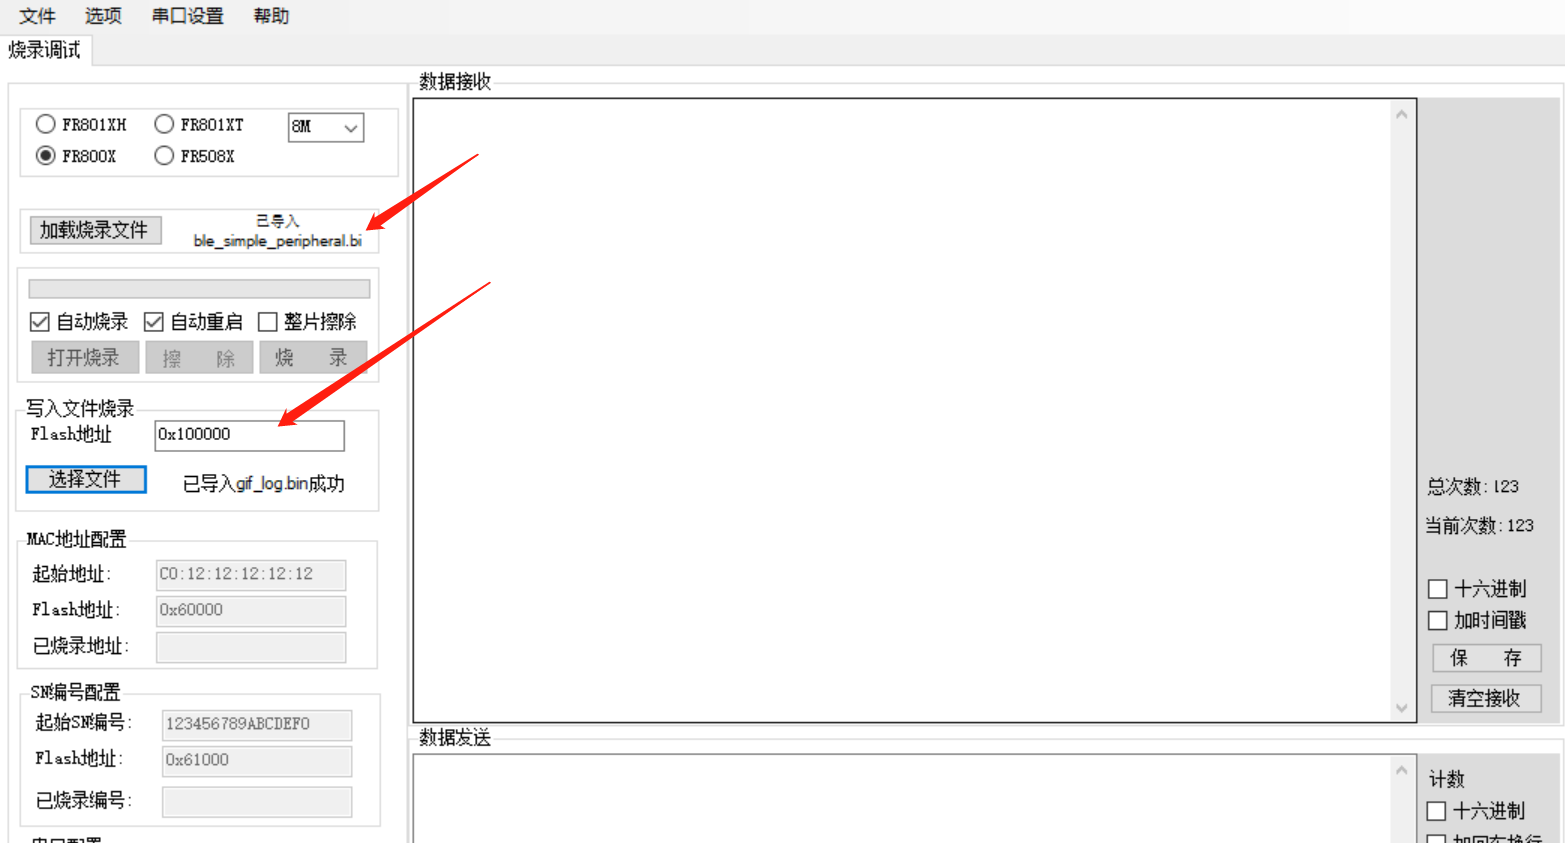 文件 选项 串口设置 帮助
烧录调试
FR801XH FR801XT 8M
FR800X FR508X
加载烧录文件
已导入
ble_simple_peripheral.bi
自动烧录 自动重启 整片擦除
打开烧录 擦 除 烧 录
写入文件烧录
Flash地址 0x100000
选择文件 已导入gif_log.bin成功
MAC地址配置
起始地址: C0:12:12:12:12:12
Flash地址: 0x60000
已烧录地址:
SN编号配置
起始SN编号: 123456789ABCDEF0
Flash地址: 0x61000
已烧录编号:
串口配置
数据接收
总次数: 123
当前次数: 123
十六进制
加时间戳
保 存
清空接收
数据发送
计数
十六进制
加回车换行